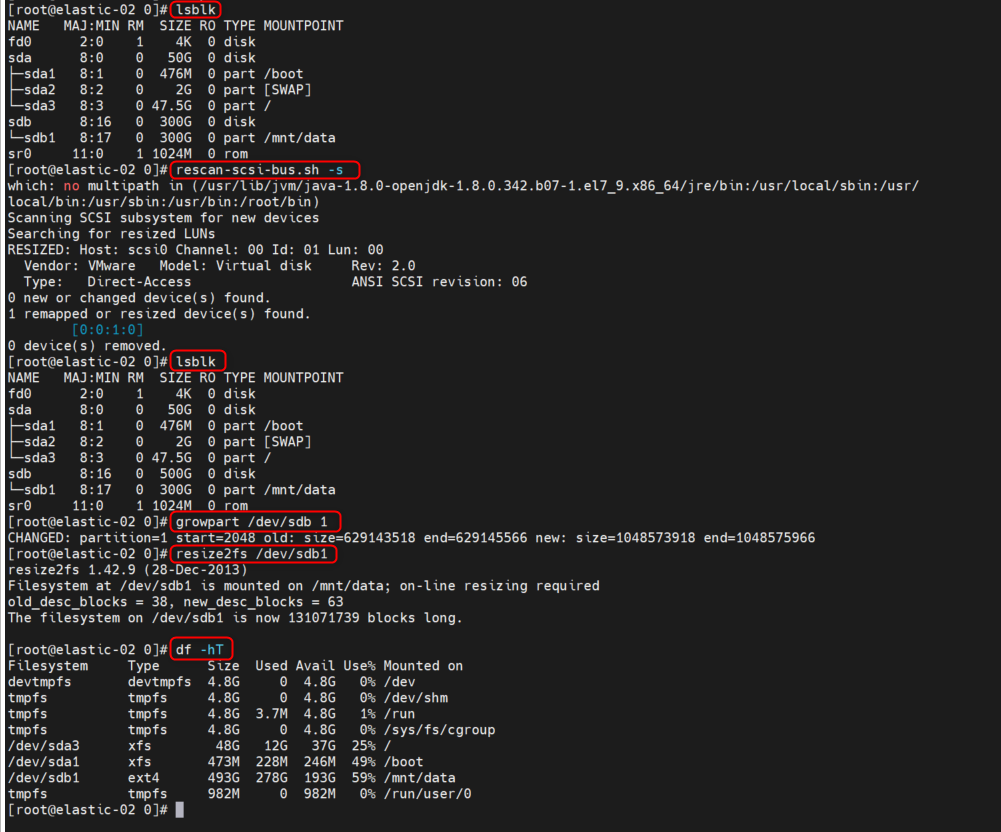 [root@elastic-02 0]# lsblk
NAME   MAJ:MIN RM  SIZE RO TYPE MOUNTPOINT
fd0      2:0    1    4K  0 disk
sda      8:0    0   50G  0 disk
├─sda1   8:1    0  476M  0 part /boot
├─sda2   8:2    0    2G  0 part [SWAP]
└─sda3   8:3    0 47.5G  0 part /
sdb      8:16   0  300G  0 disk
└─sdb1   8:17   0  300G  0 part /mnt/data
sr0     11:0    1 1024M  0 rom
[root@elastic-02 0]# rescan-scsi-bus.sh -s
which: no multipath in (/usr/lib/jvm/java-1.8.0-openjdk-1.8.0.342.b07-1.el7_9.x86_64/jre/bin:/usr/local/sbin:/usr/
local/bin:/usr/sbin:/usr/bin:/root/bin)
Scanning SCSI subsystem for new devices
Searching for resized LUNs
RESIZED: Host: scsi0 Channel: 00 Id: 01 Lun: 00
  Vendor: VMware   Model: Virtual disk     Rev: 2.0
  Type:   Direct-Access                    ANSI SCSI revision: 06
0 new or changed device(s) found.
1 remapped or resized device(s) found.
        [0:0:1:0]
0 device(s) removed.
[root@elastic-02 0]# lsblk
NAME   MAJ:MIN RM  SIZE RO TYPE MOUNTPOINT
fd0      2:0    1    4K  0 disk
sda      8:0    0   50G  0 disk
├─sda1   8:1    0  476M  0 part /boot
├─sda2   8:2    0    2G  0 part [SWAP]
└─sda3   8:3    0 47.5G  0 part /
sdb      8:16   0  500G  0 disk
└─sdb1   8:17   0  300G  0 part /mnt/data
sr0     11:0    1 1024M  0 rom
[root@elastic-02 0]# growpart /dev/sdb 1
CHANGED: partition=1 start=2048 old: size=629143518 end=629145566 new: size=1048573918 end=1048575966
[root@elastic-02 0]# resize2fs /dev/sdb1
resize2fs 1.42.9 (28-Dec-2013)
Filesystem at /dev/sdb1 is mounted on /mnt/data; on-line resizing required
old_desc_blocks = 38, new_desc_blocks = 63
The filesystem on /dev/sdb1 is now 131071739 blocks long.
[root@elastic-02 0]# df -hT
Filesystem     Type      Size  Used Avail Use% Mounted on
devtmpfs       devtmpfs  4.8G     0  4.8G   0% /dev
tmpfs          tmpfs     4.8G     0  4.8G   0% /dev/shm
tmpfs          tmpfs     4.8G  3.7M  4.8G   1% /run
tmpfs          tmpfs     4.8G     0  4.8G   0% /sys/fs/cgroup
/dev/sda3      xfs        48G   12G   37G  25% /
/dev/sda1      xfs       473M  228M  246M  49% /boot
/dev/sdb1      ext4      493G  278G  193G  59% /mnt/data
tmpfs          tmpfs     982M     0  982M   0% /run/user/0
[root@elastic-02 0]#